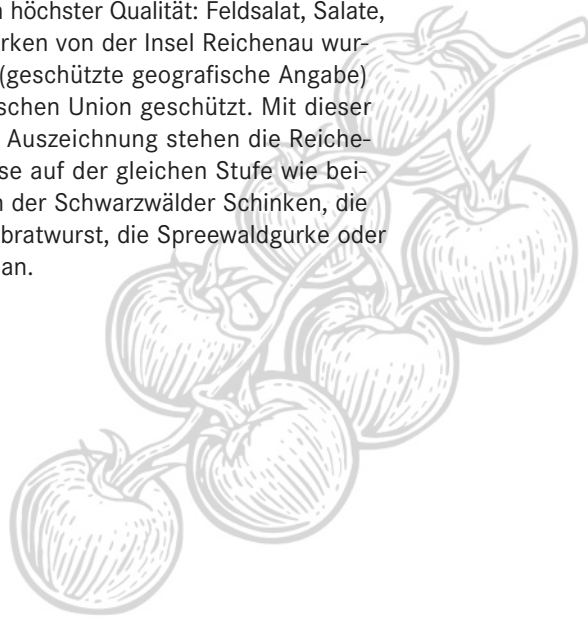 höchster Qualität: Feldsalat, Salate,
rken von der Insel Reichenau wur-
(geschützte geografische Angabe)
schen Union geschützt. Mit dieser
Auszeichnung stehen die Reiche-
se auf der gleichen Stufe wie bei-
n der Schwarzwälder Schinken, die
bratwurst, die Spreewaldgurke oder
an.